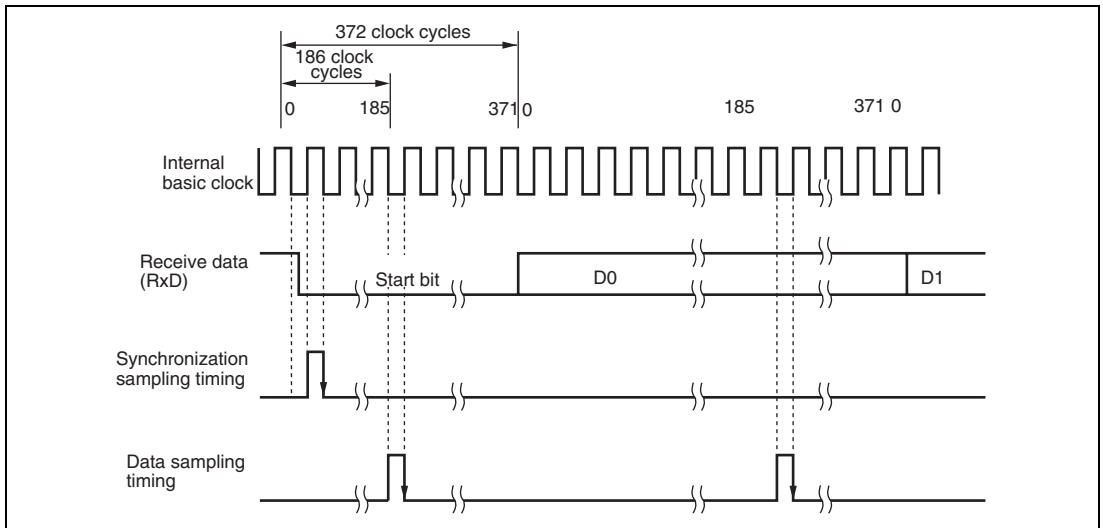 372 clock cycles
186 clock
cycles
0 185 371 0 185 371 0
Internal
basic clock
Receive data
(RxD)
Start bit D0 D1
Synchronization
sampling timing
Data sampling
timing